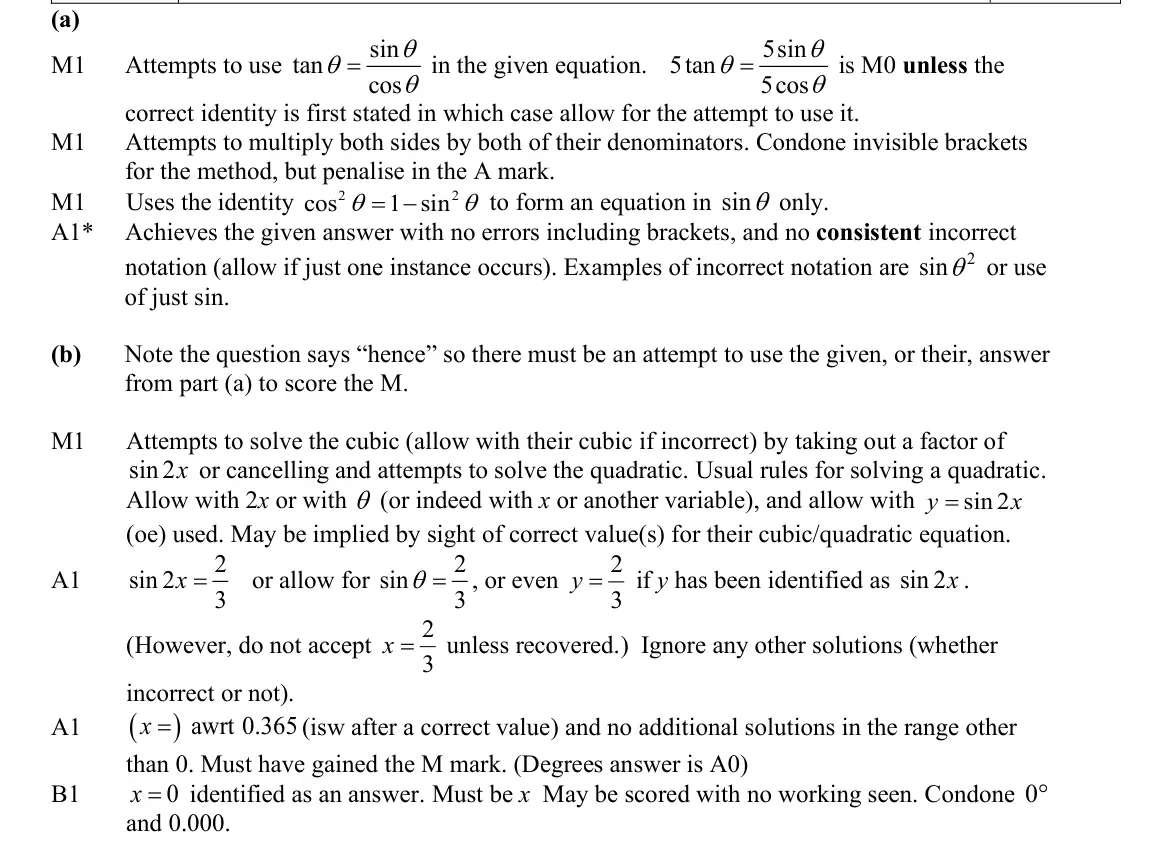 (a)
M1 Attempts to use tan θ = sin θ / cos θ in the given equation. 5 tan θ = 5 sin θ / 5 cos θ is M0 unless the
correct identity is first stated in which case allow for the attempt to use it.
M1 Attempts to multiply both sides by both of their denominators. Condone invisible brackets
for the method, but penalise in the A mark.
M1 Uses the identity cos² θ = 1 − sin² θ to form an equation in sin θ only.
A1* Achieves the given answer with no errors including brackets, and no consistent incorrect
notation (allow if just one instance occurs). Examples of incorrect notation are sin θ² or use
of just sin.
(b) Note the question says “hence” so there must be an attempt to use the given, or their, answer
from part (a) to score the M.
M1 Attempts to solve the cubic (allow with their cubic if incorrect) by taking out a factor of
sin 2x or cancelling and attempts to solve the quadratic. Usual rules for solving a quadratic.
Allow with 2x or with θ (or indeed with x or another variable), and allow with y = sin 2x
(oe) used. May be implied by sight of correct value(s) for their cubic/quadratic equation.
A1 sin 2x = 2/3 or allow for sin θ = 2/3, or even y = 2/3 if y has been identified as sin 2x.
(However, do not accept x = 2/3 unless recovered.) Ignore any other solutions (whether
incorrect or not).
A1 (x =) awrt 0.365 (isw after a correct value) and no additional solutions in the range other
than 0. Must have gained the M mark. (Degrees answer is A0)
B1 x = 0 identified as an answer. Must be x May be scored with no working seen. Condone 0°
and 0.000.